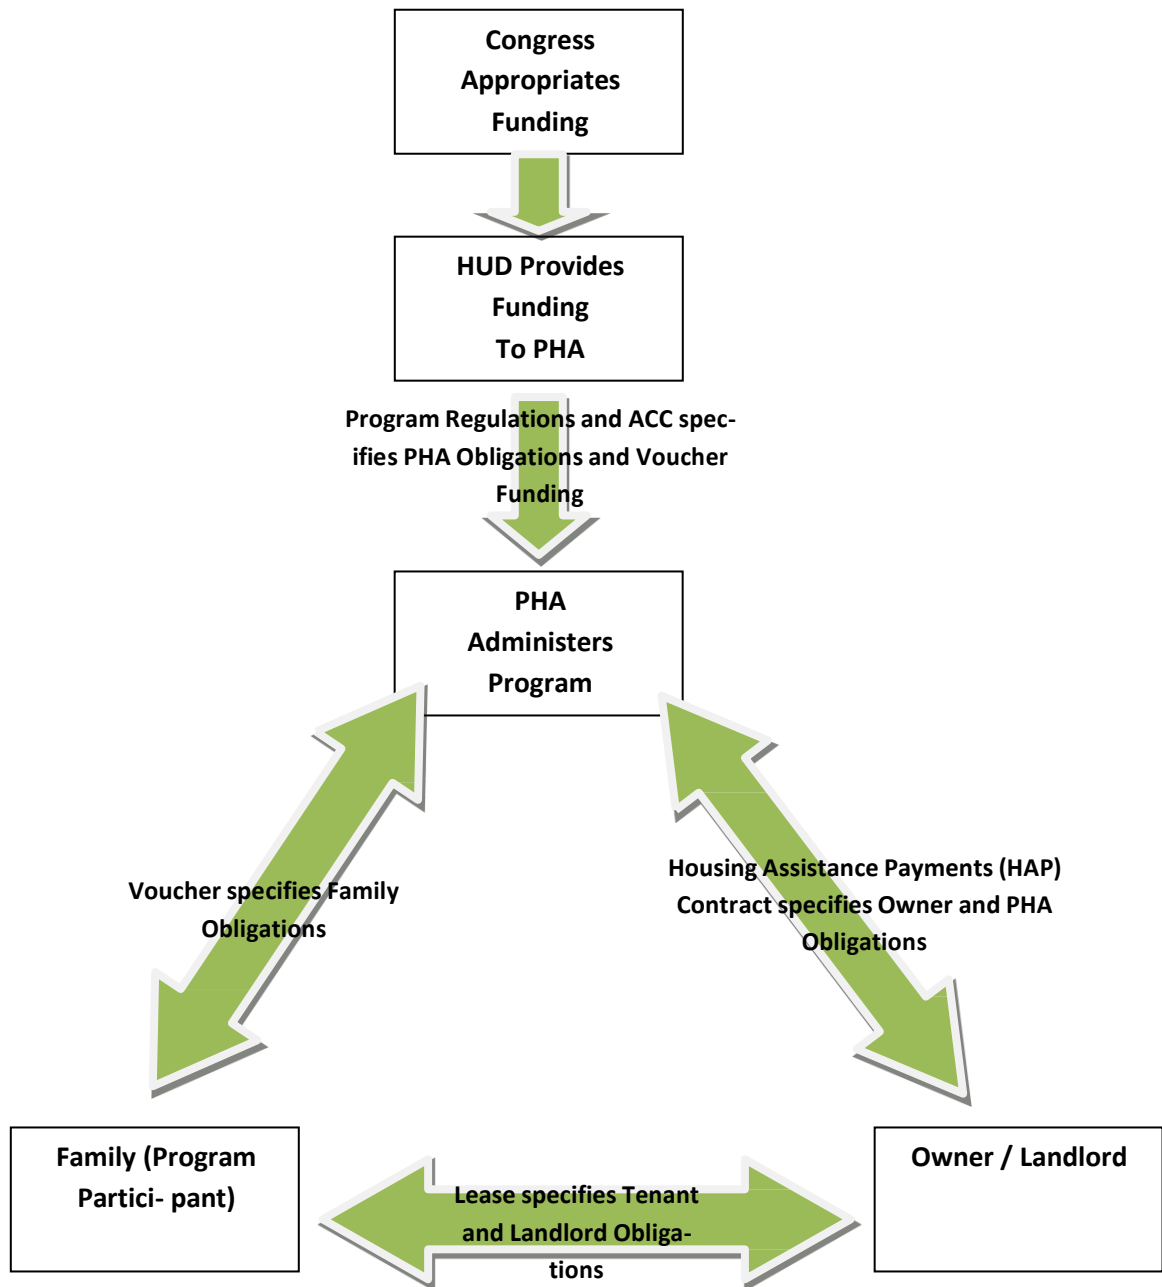 Congress
Appropriates
Funding
HUD Provides
Funding
To PHA
Program Regulations and ACC spec-
ifies PHA Obligations and Voucher
Funding
PHA
Administers
Program
Voucher specifies Family
Obligations
Housing Assistance Payments (HAP)
Contract specifies Owner and PHA
Obligations
Family (Program
Partici- pant)
Owner / Landlord
Lease specifies Tenant
and Landlord Obliga-
tions